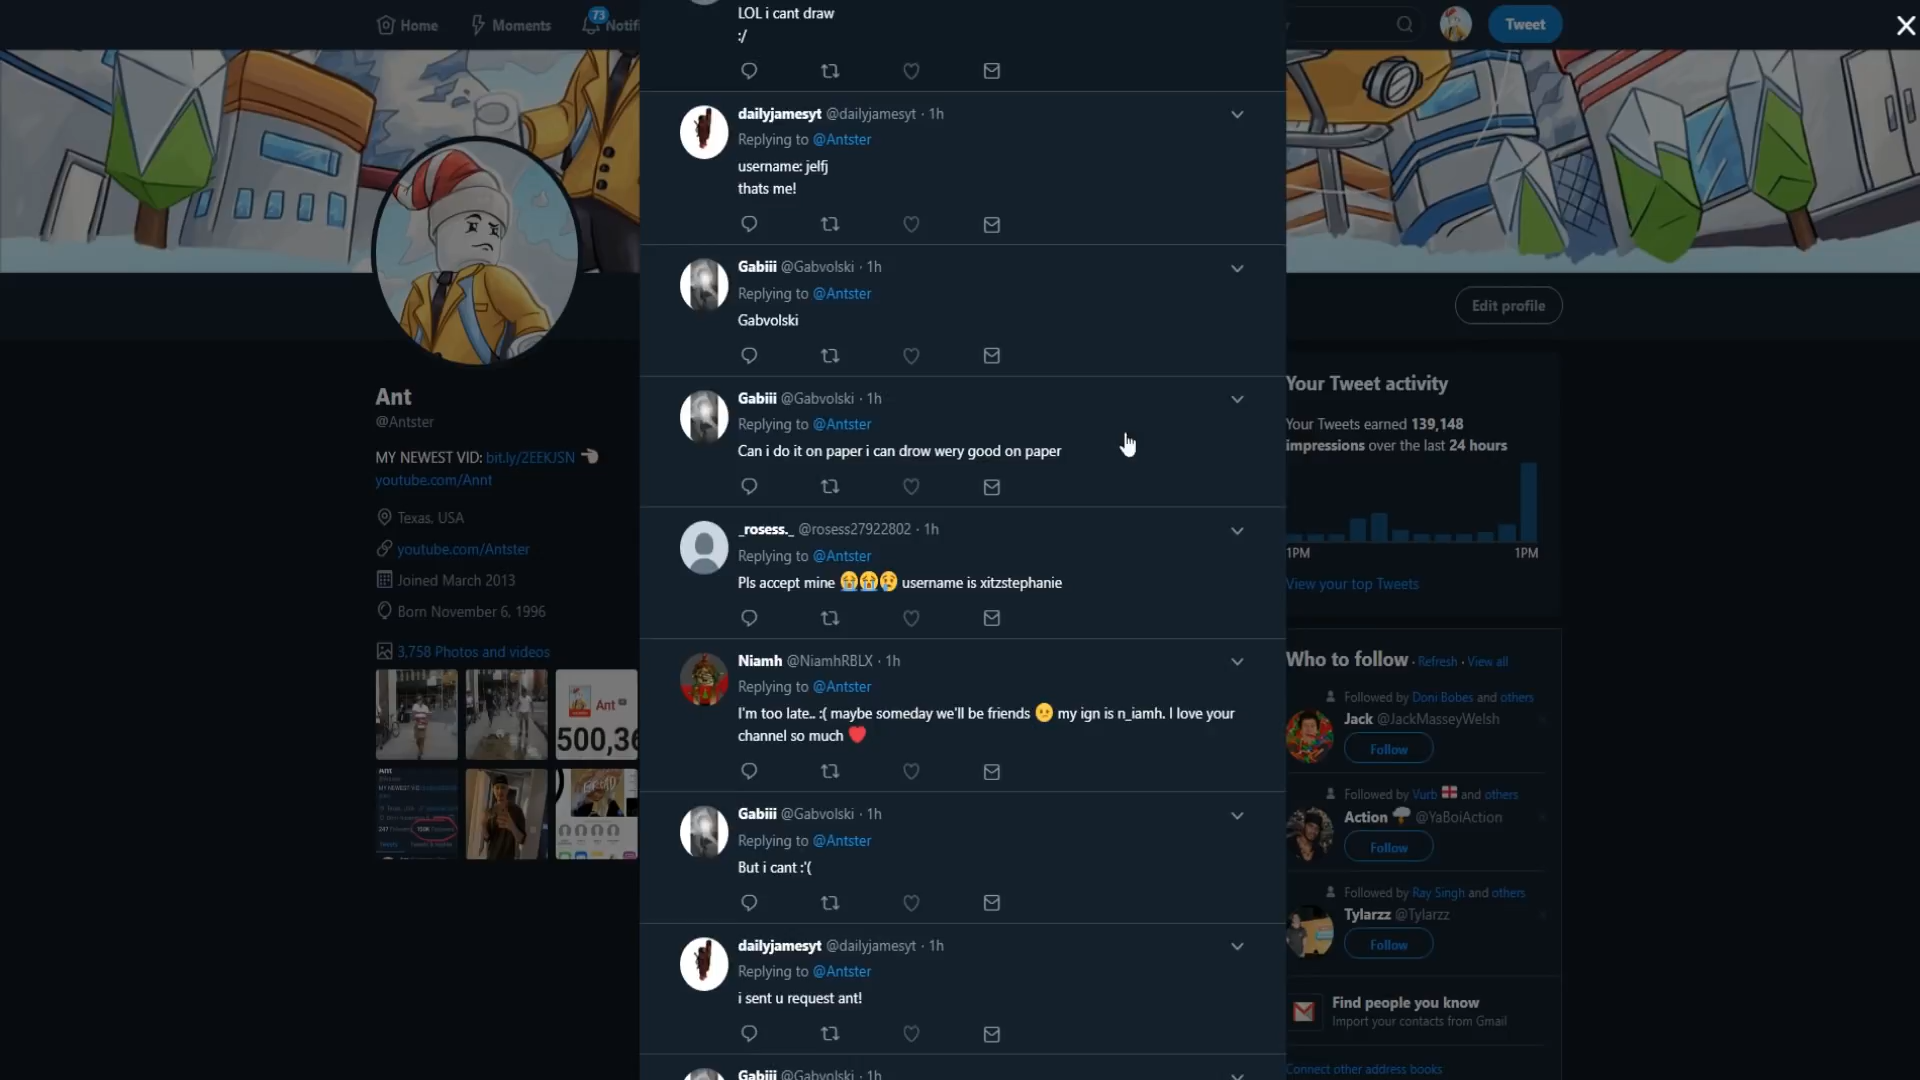 Home
Moments
73
Notifi
Tweet
LOL i cant draw
:/
dailyjamesyt @dailyjamesyt · 1h
Replying to @Antster
username: jelfj
thats me!
Gabiii @Gabvolski · 1h
Replying to @Antster
Gabvolski
Gabiii @Gabvolski · 1h
Replying to @Antster
Can i do it on paper i can drow wery good on paper
_rosess._ @rosess27922802 · 1h
Replying to @Antster
Pls accept mine 😭😭😢 username is xitzstephanie
Niamh @NiamhRBLX · 1h
Replying to @Antster
I'm too late.. :( maybe someday we'll be friends 😕 my ign is n_iamh. I love your
channel so much ❤️
Gabiii @Gabvolski · 1h
Replying to @Antster
But i cant :'(
dailyjamesyt @dailyjamesyt · 1h
Replying to @Antster
i sent u request ant!
Gabiii @Gabvolski · 1h
Ant
@Antster
MY NEWEST VID: bit.ly/2EEKJSN
youtube.com/Annt
Texas, USA
youtube.com/Antster
Joined March 2013
Born November 6, 1996
3,758 Photos and videos
Ant
500,36
Edit profile
Your Tweet activity
Your Tweets earned 139,148
impressions over the last 24 hours
1PM
1PM
View your top Tweets
Who to follow · Refresh · View all
Followed by Doni Bobes and others
Jack @JackMasseyWelsh
Follow
Followed by Vurb and others
Action @YaBoiAction
Follow
Followed by Ray Singh and others
Tylarzz @Tylarzz
Follow
Find people you know
Import your contacts from Gmail
Connect other address books